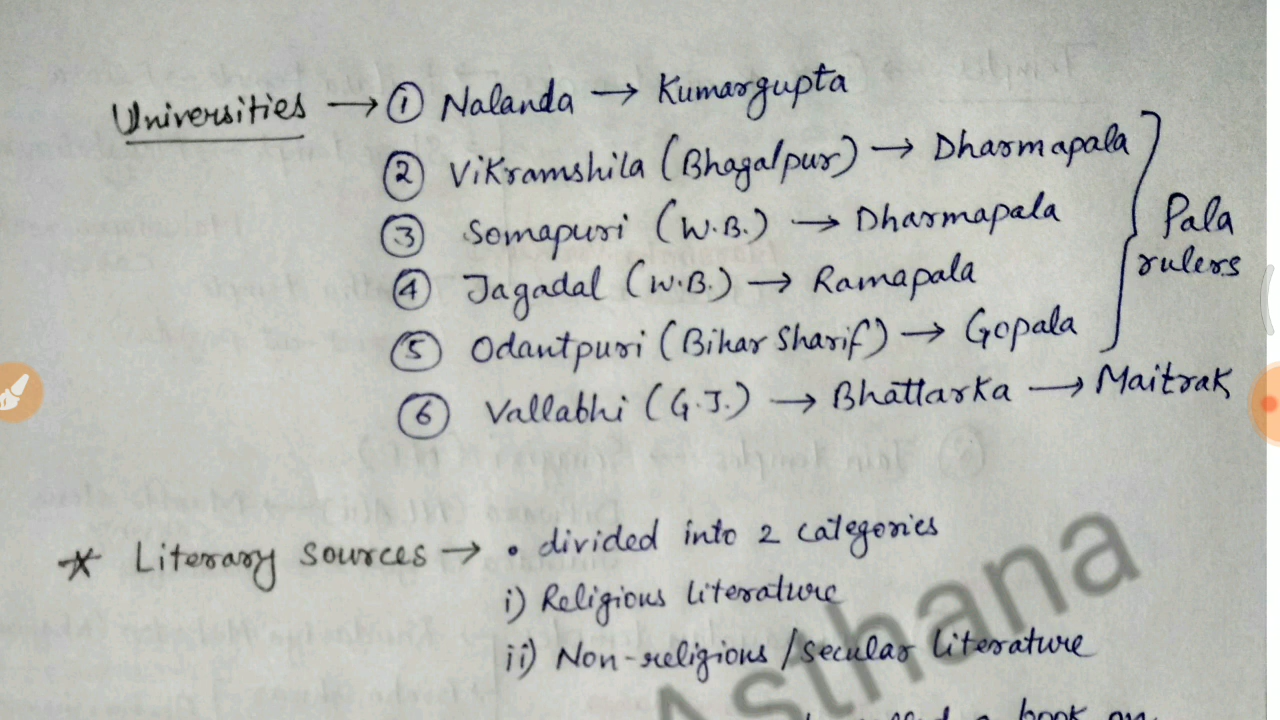 Universities → ① Nalanda → Kumargupta
② Vikramshila (Bhagalpur) → Dharmapala
③ Somapuri (W.B.) → Dharmapala
④ Jagadal (W.B.) → Ramapala
⑤ Odantpuri (Bihar Sharif) → Gopala
Pala
rulers
⑥ Vallabhi (G.J.) → Bhattarka → Maitrak
* Literary sources → • divided into 2 categories
i) Religious literature
ii) Non-religious / secular literature
Asthana
a book on